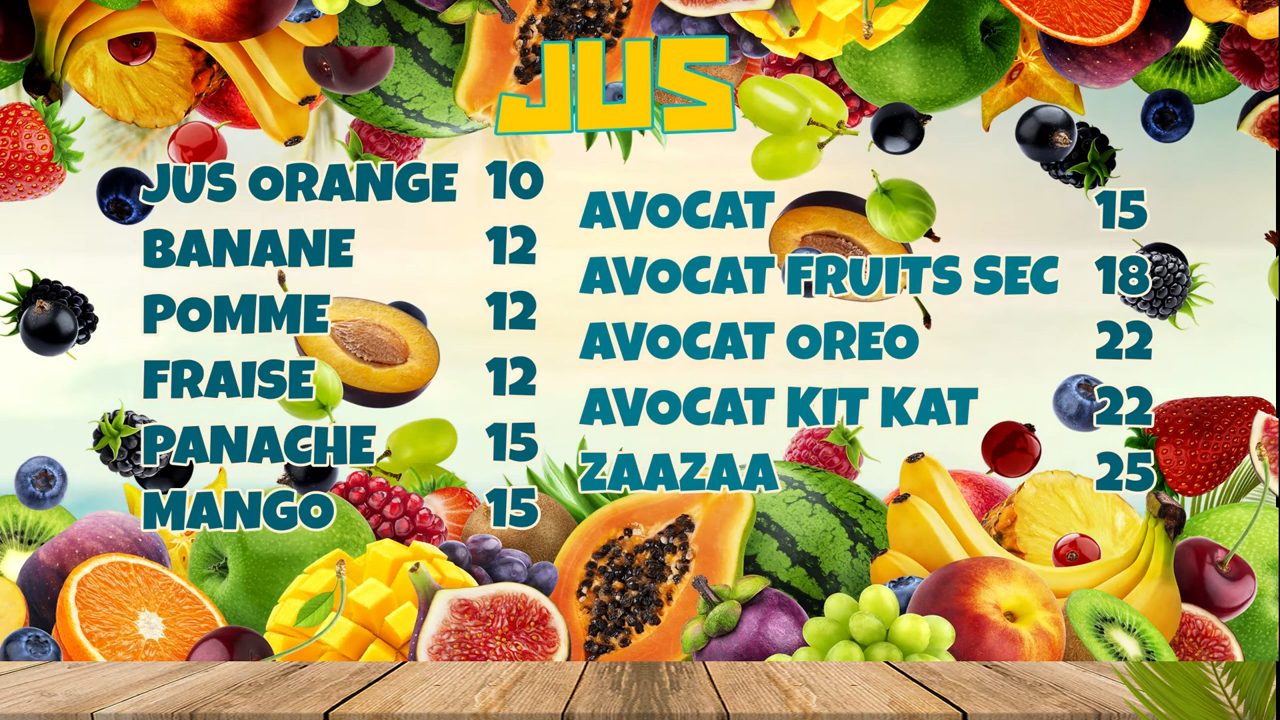 JUS
JUS ORANGE 10
BANANE 12
POMME 12
FRAISE 12
PANACHE 15
MANGO 15
AVOCAT 15
AVOCAT FRUITS SEC 18
AVOCAT OREO 22
AVOCAT KIT KAT 22
ZAAZAA 25